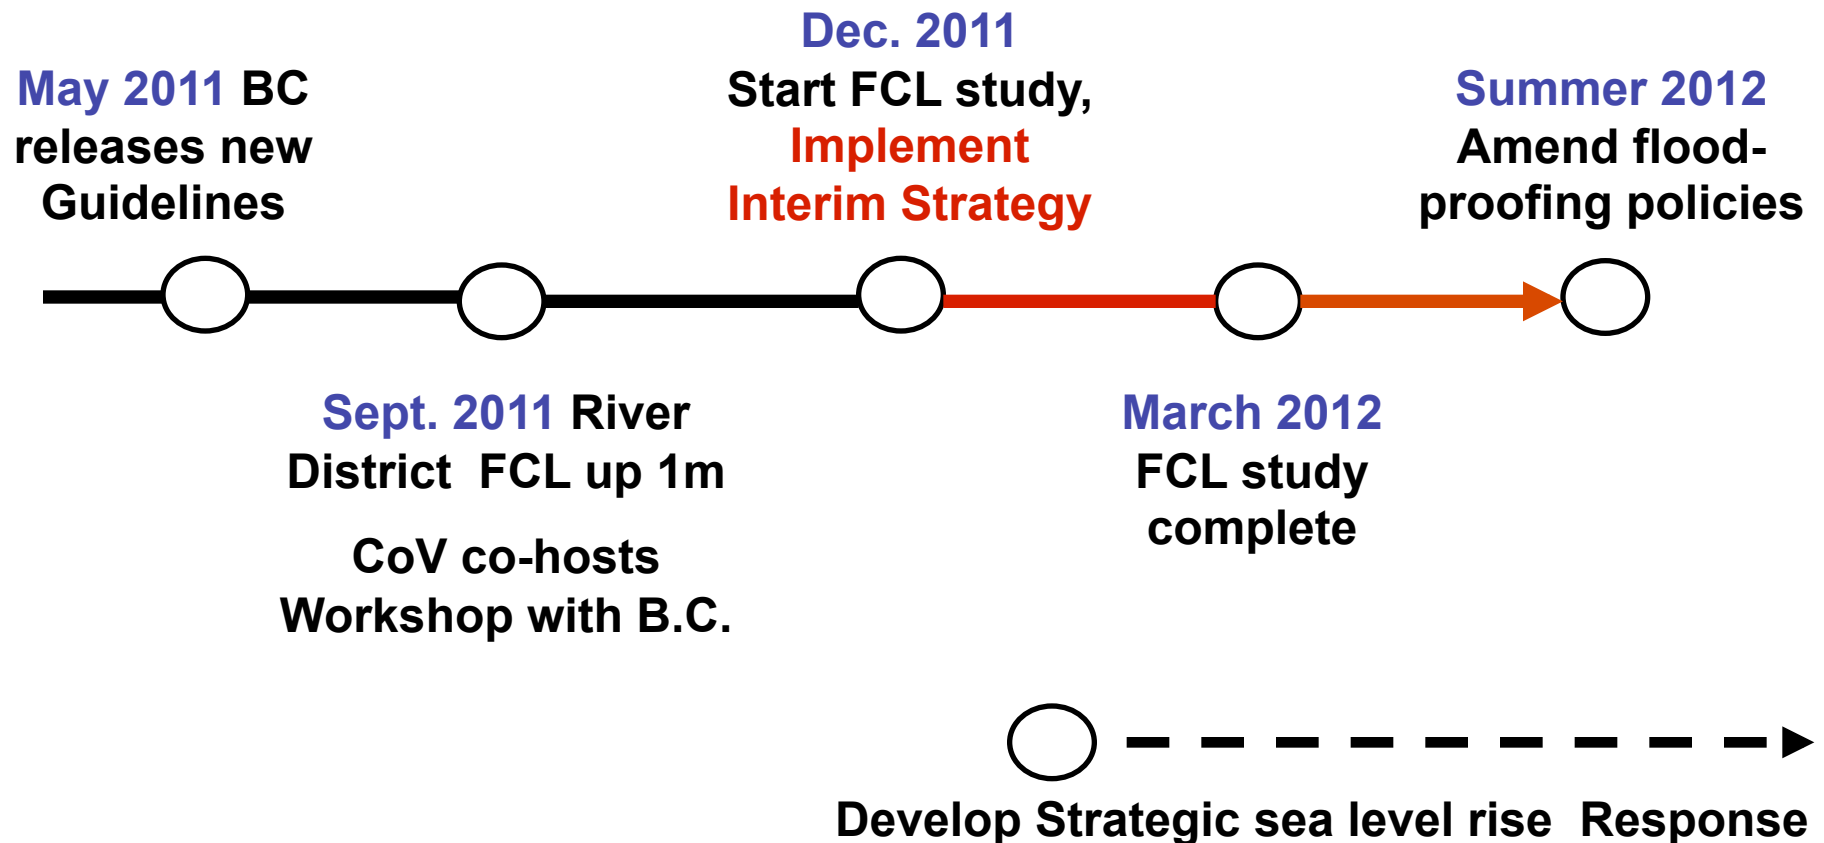 May 2011 BC
releases new
Guidelines
Dec. 2011
Start FCL study,
Implement
Interim Strategy
Summer 2012
Amend flood-
proofing policies
Sept. 2011 River
District FCL up 1m
CoV co-hosts
Workshop with B.C.
March 2012
FCL study
complete
Develop Strategic sea level rise Response